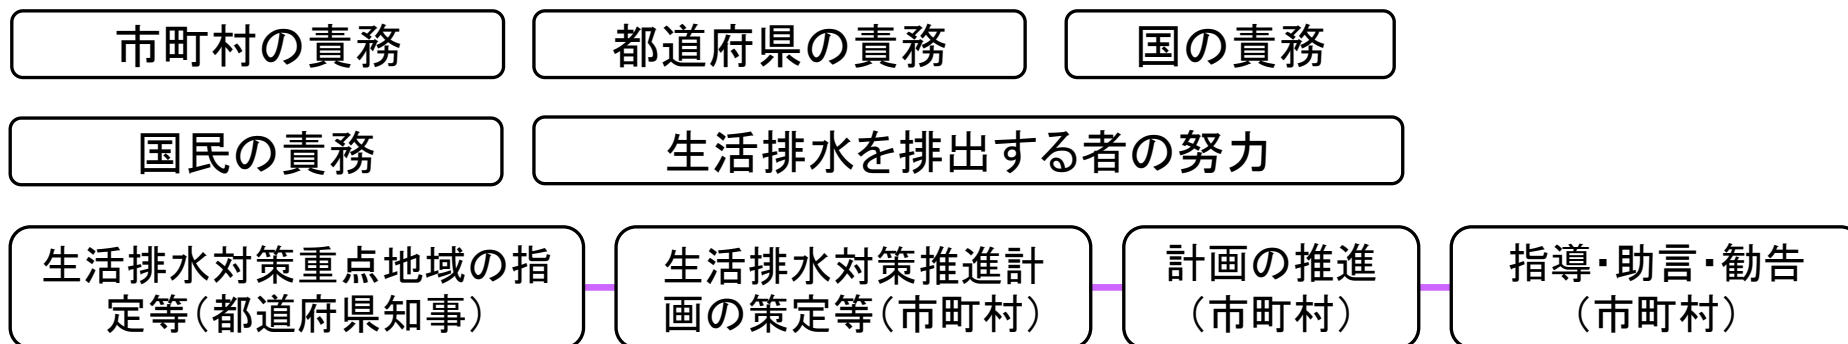 市町村の責務
都道府県の責務
国の責務
国民の責務
生活排水を排出する者の努力
生活排水対策重点地域の指
定等（都道府県知事）
生活排水対策推進計
画の策定等（市町村）
計画の推進
（市町村）
指導・助言・勧告
（市町村）